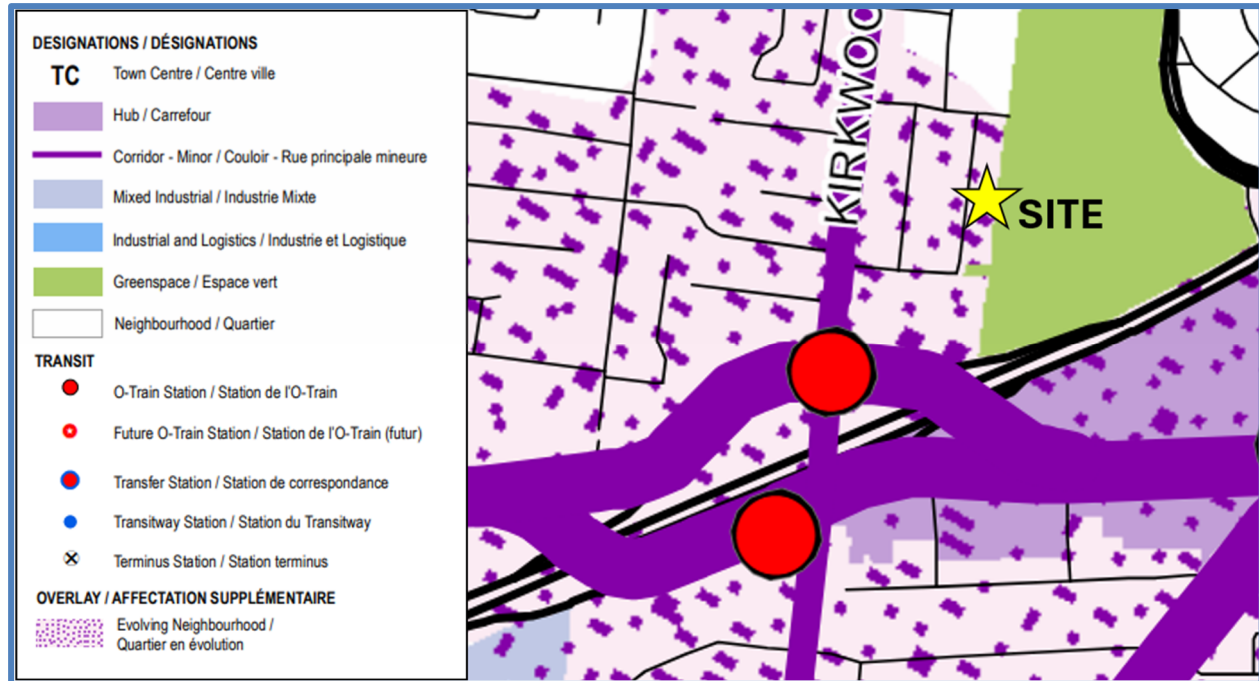 DESIGNATIONS / DÉSIGNATIONS
TC Town Centre / Centre ville
Hub / Carrefour
Corridor - Minor / Couloir - Rue principale mineure
Mixed Industrial / Industrie Mixte
Industrial and Logistics / Industrie et Logistique
Greenspace / Espace vert
Neighbourhood / Quartier
TRANSIT
O-Train Station / Station de l'O-Train
Future O-Train Station / Station de l'O-Train (futur)
Transfer Station / Station de correspondance
Transitway Station / Station du Transitway
Terminus Station / Station terminus
OVERLAY / AFFECTATION SUPPLÉMENTAIRE
Evolving Neighbourhood /
Quartier en évolution
KIRKWOO
SITE